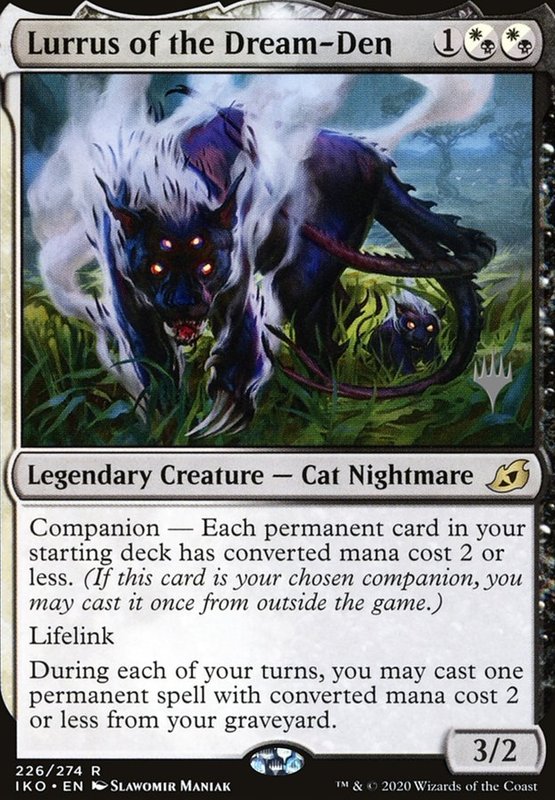 Lurrus of the Dream-Den 1
Legendary Creature — Cat Nightmare
Companion — Each permanent card in your
starting deck has converted mana cost 2 or
less. (If this card is your chosen companion, you
may cast it once from outside the game.)
Lifelink
During each of your turns, you may cast one
permanent spell with converted mana cost 2
or less from your graveyard.
3/2
226/274 R
IKO • EN Slawomir Maniak
™ & © 2020 Wizards of the Coast